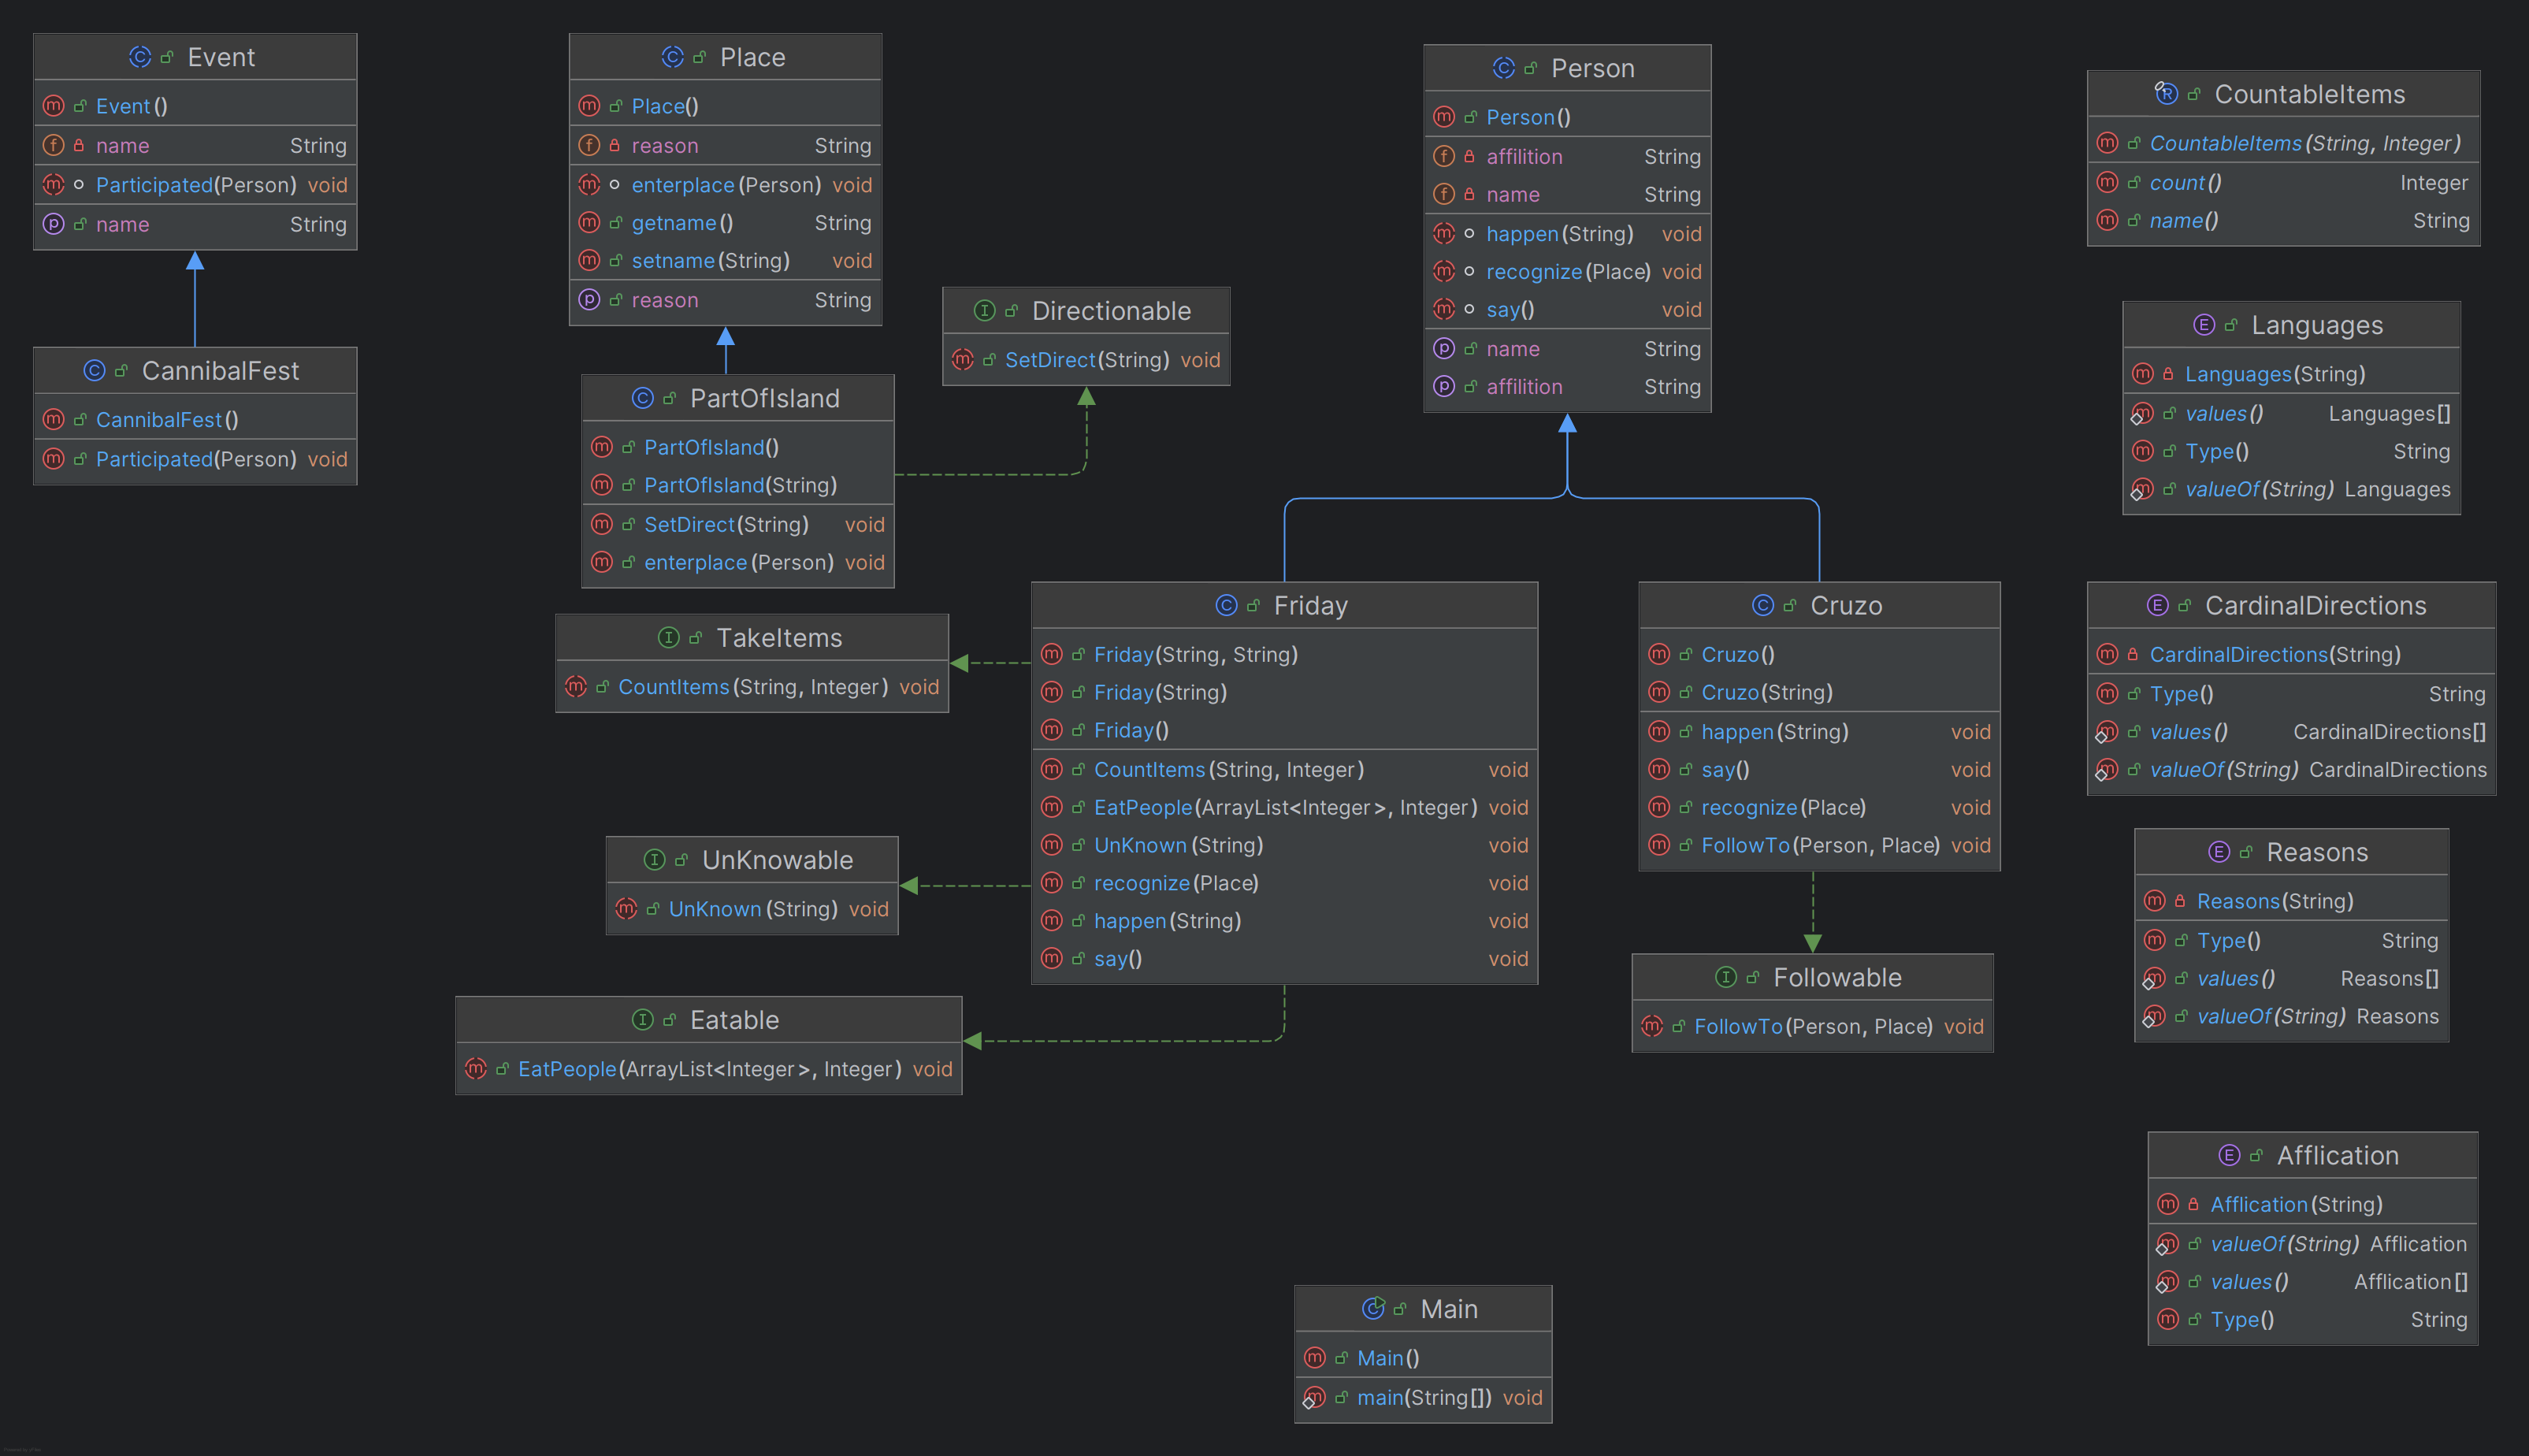 Event
Event()
name String
Participated(Person) void
name String
CannibalFest
CannibalFest()
Participated(Person) void
Place
Place()
reason String
enterplace(Person) void
getname() String
setname(String) void
reason String
PartOfIsland
PartOfIsland()
PartOfIsland(String)
SetDirect(String) void
enterplace(Person) void
Directionable
SetDirect(String) void
TakeItems
CountItems(String, Integer) void
UnKnowable
UnKnown(String) void
Eatable
EatPeople(ArrayList<Integer>, Integer) void
Person
Person()
affilition String
name String
happen(String) void
recognize(Place) void
say() void
name String
affilition String
Friday
Friday(String, String)
Friday(String)
Friday()
CountItems(String, Integer) void
EatPeople(ArrayList<Integer>, Integer) void
UnKnown(String) void
recognize(Place) void
happen(String) void
say() void
Cruzo
Cruzo()
Cruzo(String)
happen(String) void
say() void
recognize(Place) void
FollowTo(Person, Place) void
Followable
FollowTo(Person, Place) void
Main
Main()
main(String[]) void
CountableItems
CountableItems(String, Integer)
count() Integer
name() String
Languages
Languages(String)
values() Languages[]
Type() String
valueOf(String) Languages
CardinalDirections
CardinalDirections(String)
Type() String
values() CardinalDirections[]
valueOf(String) CardinalDirections
Reasons
Reasons(String)
Type() String
values() Reasons[]
valueOf(String) Reasons
Afflication
Afflication(String)
valueOf(String) Afflication
values() Afflication[]
Type() String